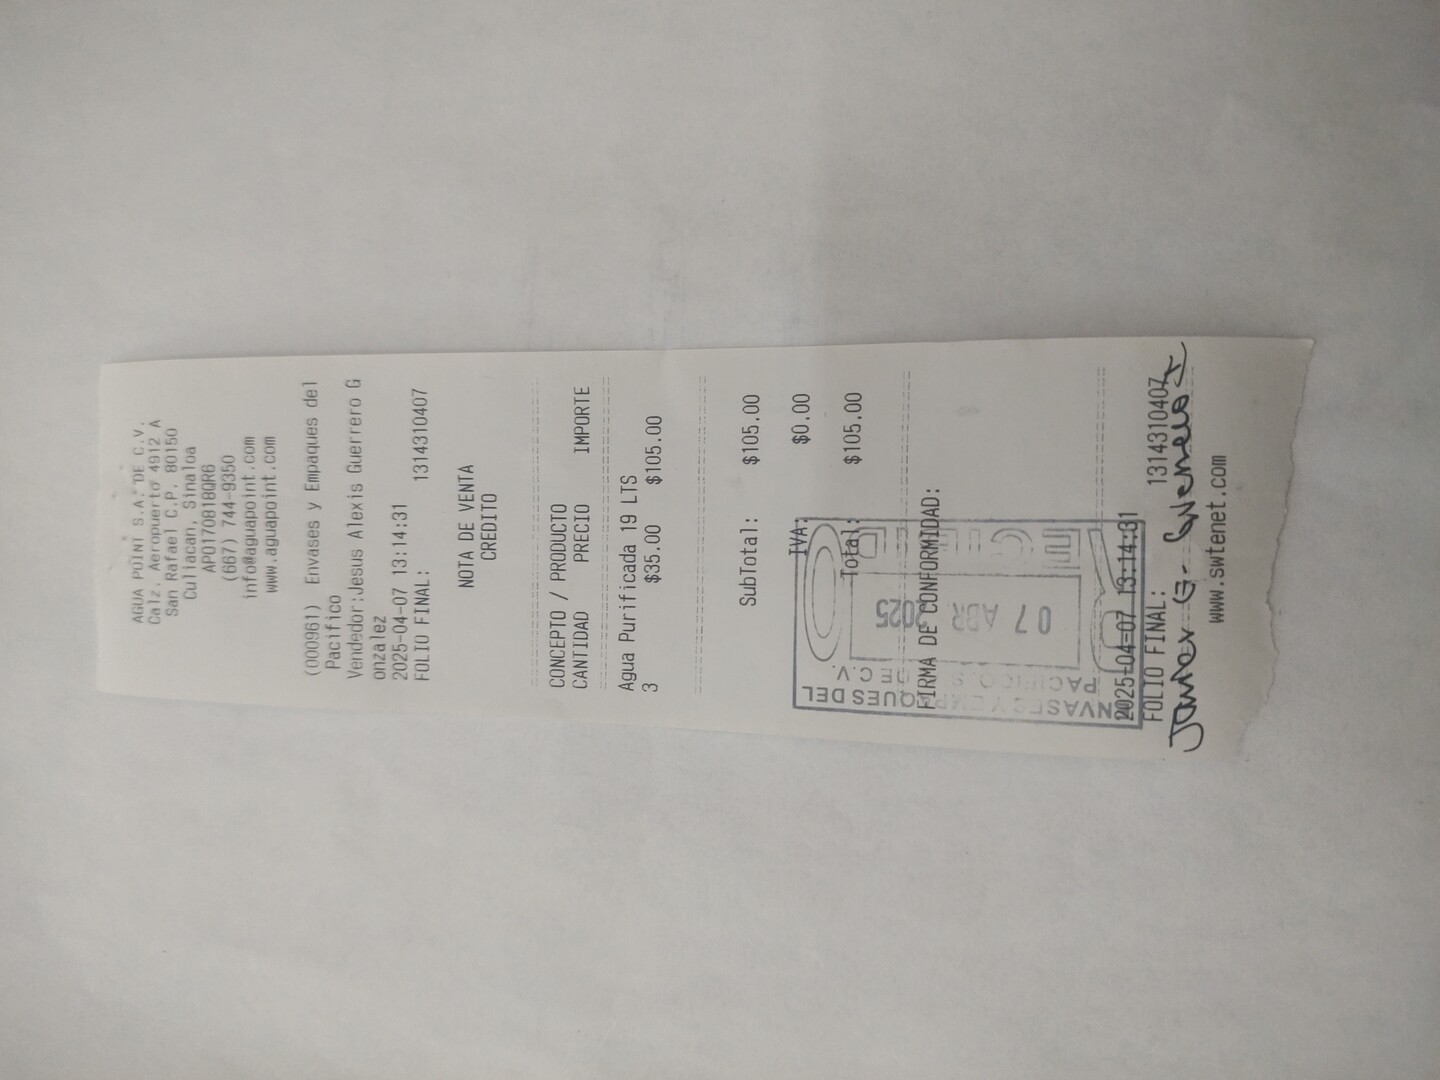 AGUA POINT S.A. DE C.V.
Calz. Aeropuerto 4912 A
San Rafael C.P. 80150
Culiacan, Sinaloa
APO170818QR6
(667) 744-9350
info@aguapoint.com
www.aguapoint.com
(000961) Envases y Empaques del
Pacifico
Vendedor:Jesus Alexis Guerrero G
onzalez
2025-04-07 13:14:31
FOLIO FINAL: 1314310407
NOTA DE VENTA
CREDITO
CONCEPTO / PRODUCTO
CANTIDAD PRECIO IMPORTE
Agua Purificada 19 LTS
3 $35.00 $105.00
SubTotal: $105.00
IVA: $0.00
Total: $105.00
FIRMA DE CONFORMIDAD:
ENVASES Y EMPAQUES DEL
PACIFICO, S. DE C.V.
07 ABR. 2025
2025-04-07 13:14:31
FOLIO FINAL: 1314310407
Javier G.
www.swtenet.com